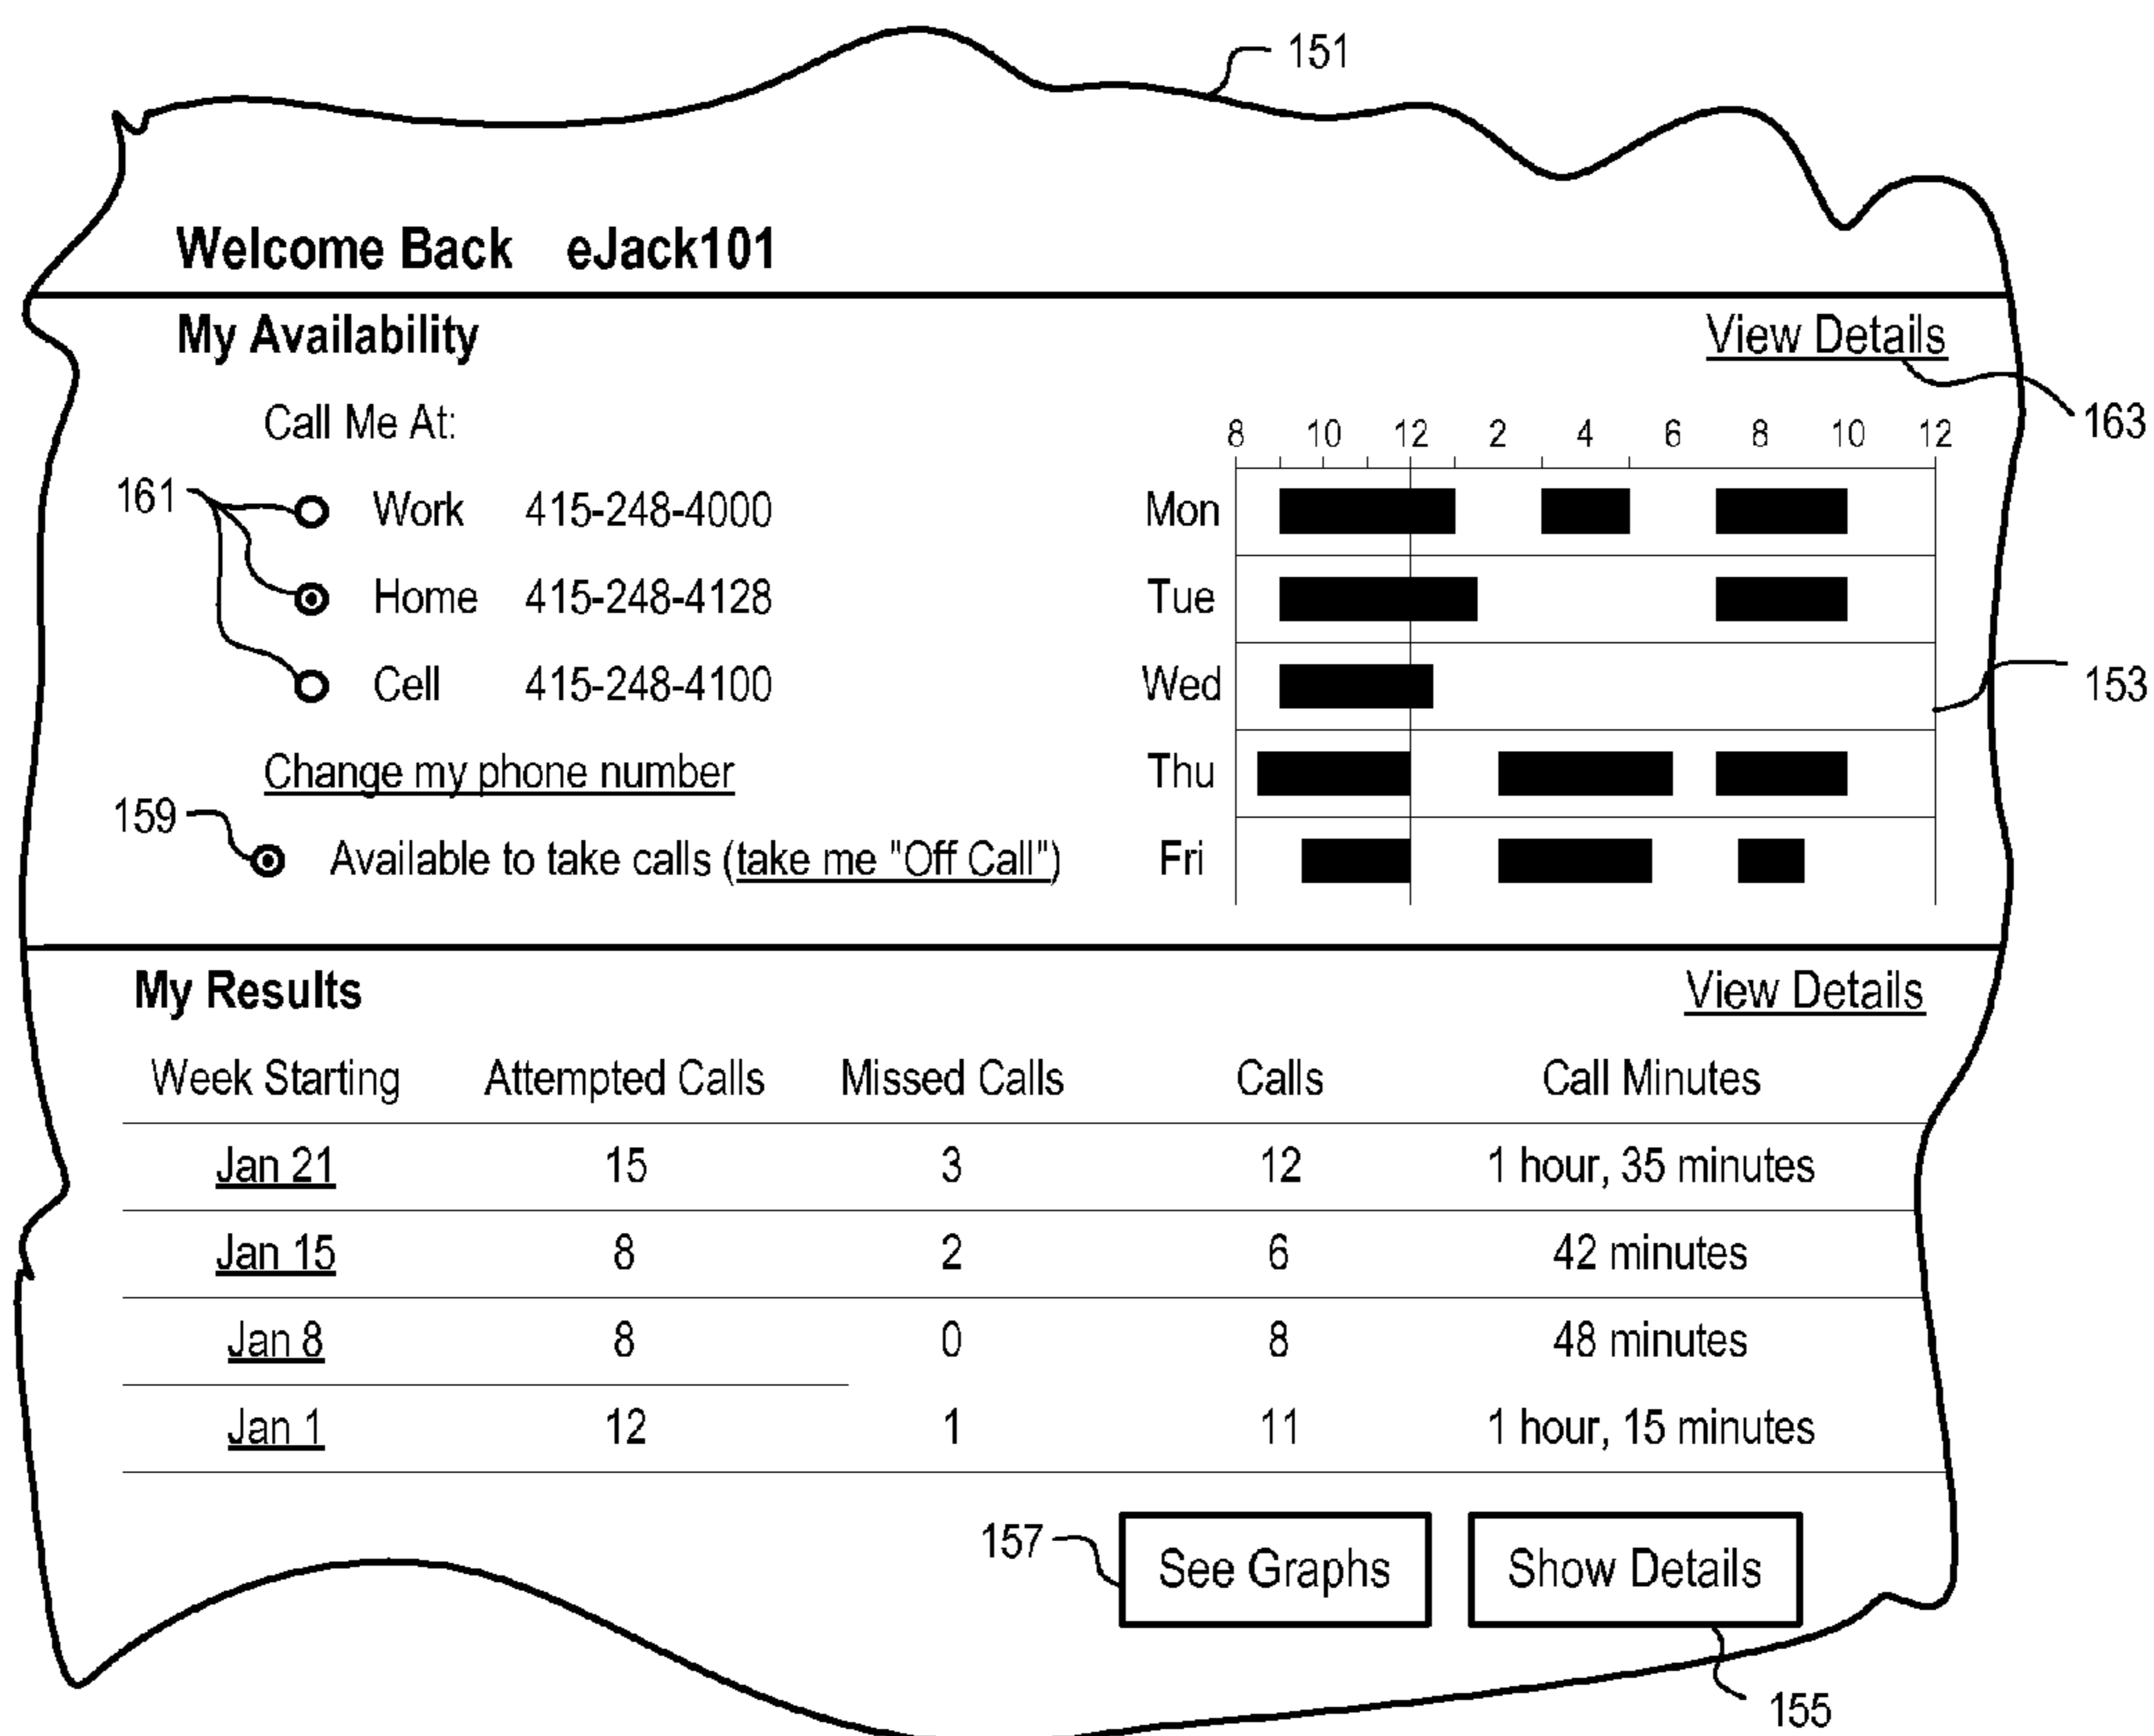 151
Welcome Back eJack101
My Availability View Details
163
Call Me At:
8 10 12 2 4 6 8 10 12
161 Work 415-248-4000 Mon
Home 415-248-4128 Tue
Cell 415-248-4100 Wed
153
Change my phone number Thu
159
Available to take calls (take me "Off Call") Fri
My Results View Details
Week Starting Attempted Calls Missed Calls Calls Call Minutes
Jan 21 15 3 12 1 hour, 35 minutes
Jan 15 8 2 6 42 minutes
Jan 8 8 0 8 48 minutes
Jan 1 12 1 11 1 hour, 15 minutes
157 See Graphs Show Details
155